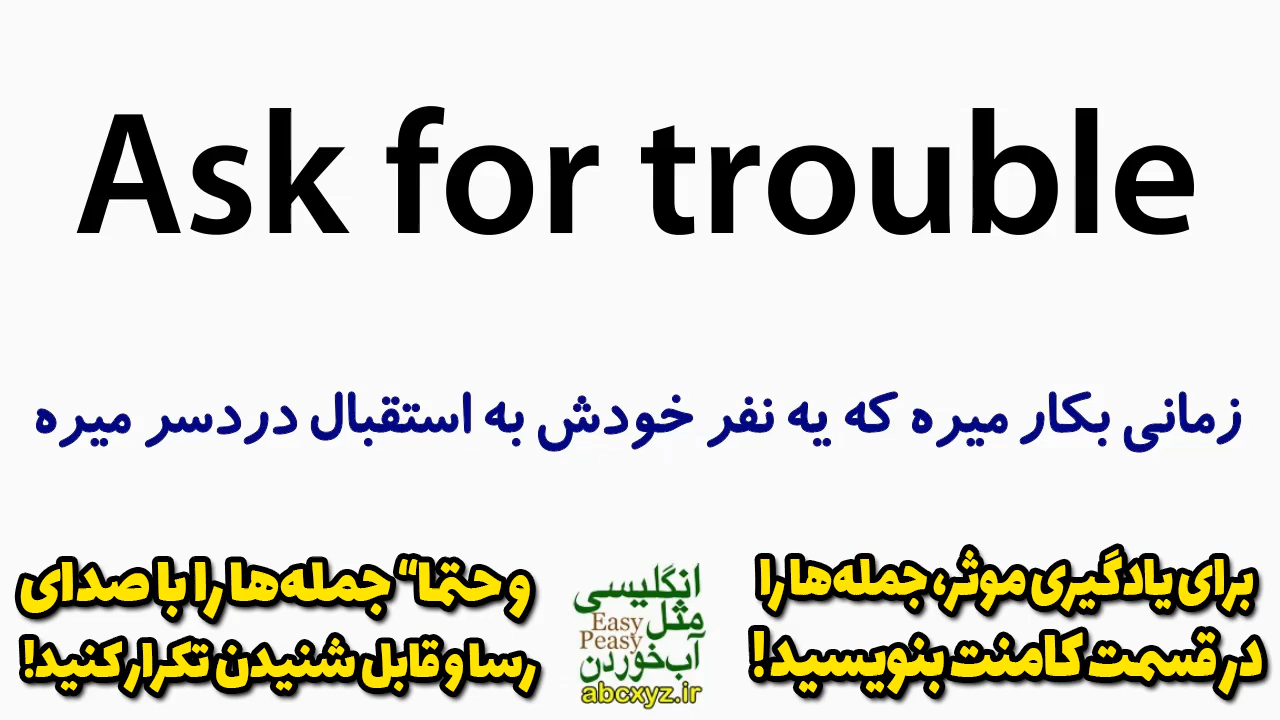 Ask for trouble
زمانی بکار میره که یه نفر خودش به استقبال دردسر میره
برای یادگیری موثر، جمله‌ها را
در قسمت کامنت بنویسید!
انگلیسی
مثل
Easy
Peasy
آب خوردن
abcxyz.ir
و حتما“ جمله‌ها را با صدای
رسا و قابل شنیدن تکرار کنید!